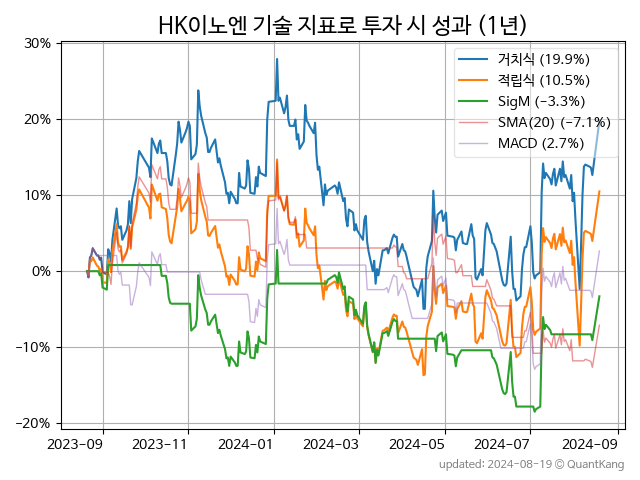 HK이노엔 기술 지표로 투자 시 성과 (1년)
30%
20%
10%
0%
−10%
−20%
거치식 (19.9%)
적립식 (10.5%)
SigM (−3.3%)
SMA(20) (−7.1%)
MACD (2.7%)
2023-09
2023-11
2024-01
2024-03
2024-05
2024-07
2024-09
updated: 2024-08-19 © QuantKang